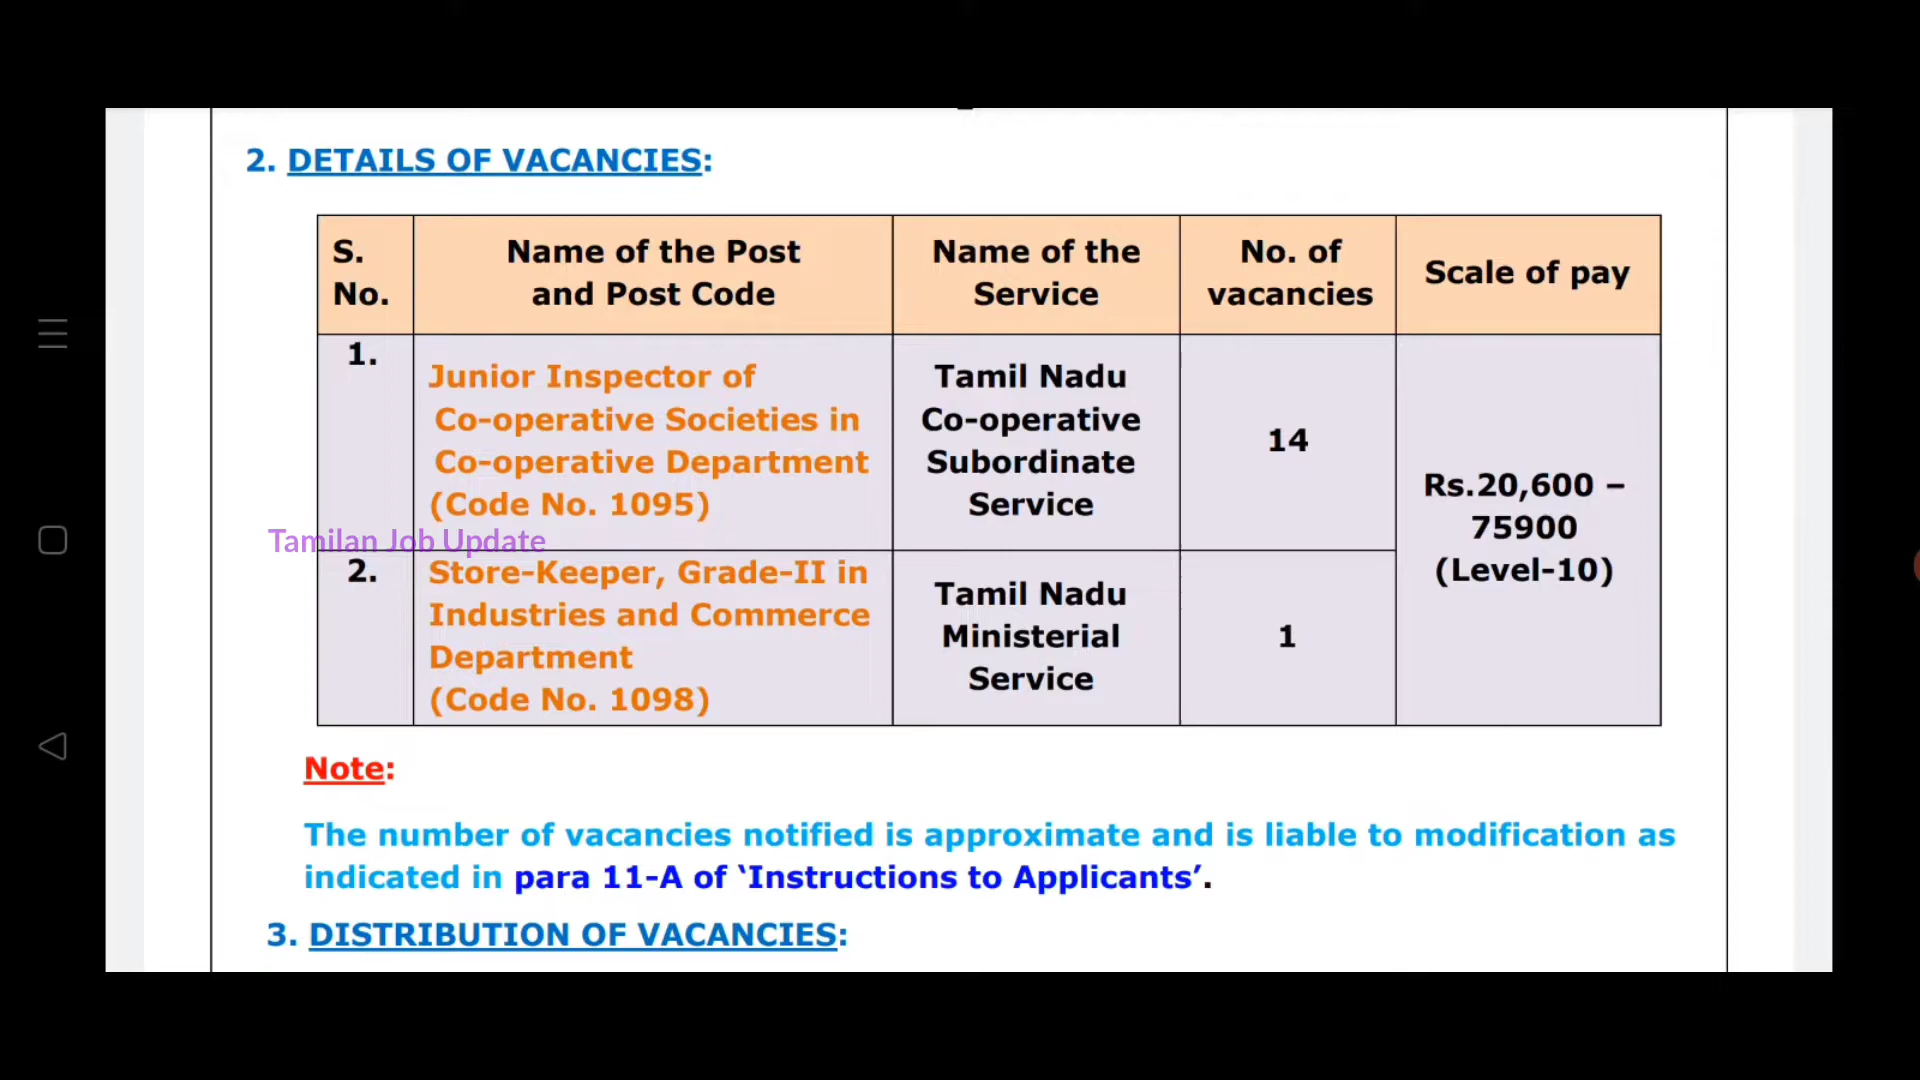 2. DETAILS OF VACANCIES:
S. No.
Name of the Post and Post Code
Name of the Service
No. of vacancies
Scale of pay
1.
Junior Inspector of
Co-operative Societies in
Co-operative Department
(Code No. 1095)
Tamil Nadu
Co-operative
Subordinate
Service
14
Rs.20,600 –
75900
(Level-10)
Tamilan Job Update
2.
Store-Keeper, Grade-II in
Industries and Commerce
Department
(Code No. 1098)
Tamil Nadu
Ministerial
Service
1
Note:
The number of vacancies notified is approximate and is liable to modification as
indicated in para 11-A of ‘Instructions to Applicants’.
3. DISTRIBUTION OF VACANCIES: